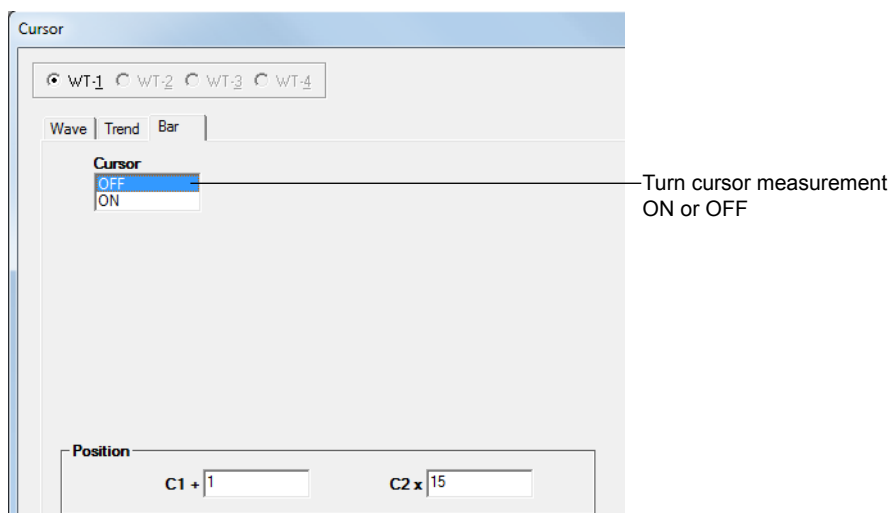 Cursor
WT-1 WT-2 WT-3 WT-4
Wave Trend Bar
Cursor
OFF
ON
Turn cursor measurement
ON or OFF
Position
C1 + 1 C2 x 15